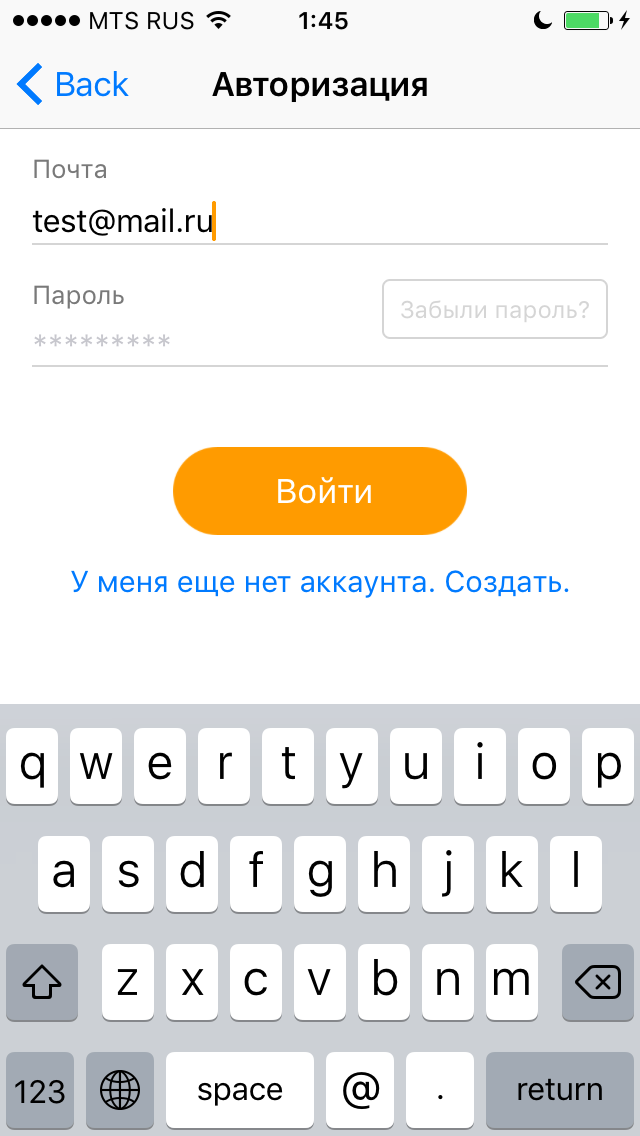 MTS RUS 1:45
Back Авторизация
Почта
test@mail.ru
Пароль
Забыли пароль?
*********
Войти
У меня еще нет аккаунта. Создать.
q w e r t y u i o p
a s d f g h j k l
z x c v b n m
123 space @ . return